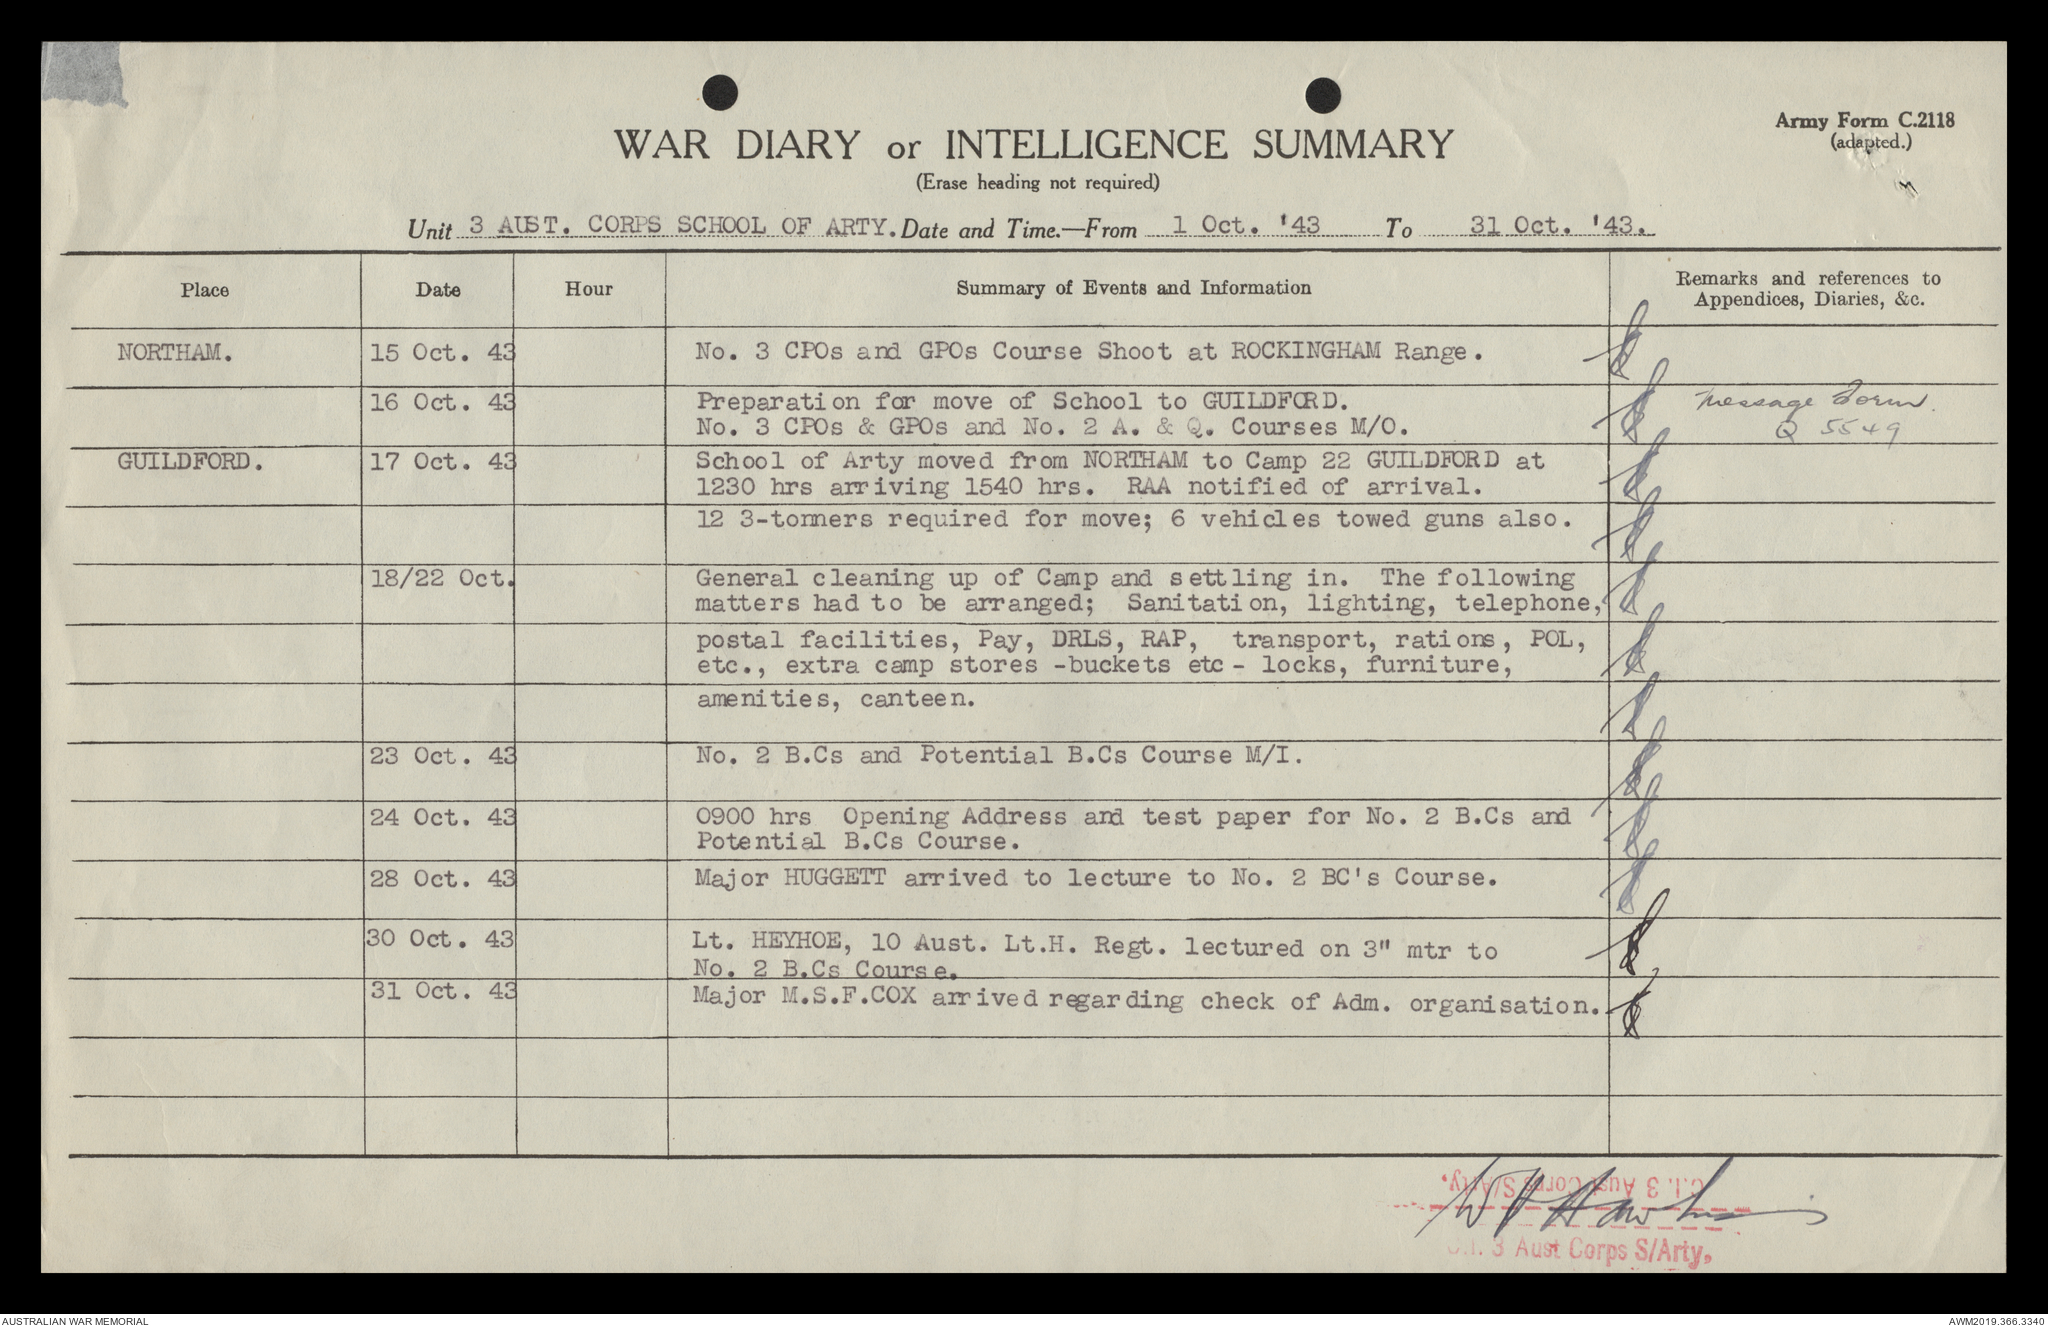 Army Form C.2118
(adapted.)
WAR DIARY or INTELLIGENCE SUMMARY
(Erase heading not required)
Unit 3 AUST. CORPS SCHOOL OF ARTY. Date and Time.—From 1 Oct. '43 To 31 Oct. '43.
Place Date Hour Summary of Events and Information Remarks and references to
Appendices, Diaries, &c.
NORTHAM. 15 Oct. 43 No. 3 CPOs and GPOs Course Shoot at ROCKINGHAM Range.
16 Oct. 43 Preparation for move of School to GUILDFORD. Message Form.
No. 3 CPOs & GPOs and No. 2 A. & Q. Courses M/O. Q 5549
GUILDFORD. 17 Oct. 43 School of Arty moved from NORTHAM to Camp 22 GUILDFORD at
1230 hrs arriving 1540 hrs. RAA notified of arrival.
12 3-tonners required for move; 6 vehicles towed guns also.
18/22 Oct. General cleaning up of Camp and settling in. The following
matters had to be arranged; Sanitation, lighting, telephone,
postal facilities, Pay, DRLS, RAP, transport, rations, POL,
etc., extra camp stores -buckets etc - locks, furniture,
amenities, canteen.
23 Oct. 43 No. 2 B.Cs and Potential B.Cs Course M/I.
24 Oct. 43 0900 hrs Opening Address and test paper for No. 2 B.Cs and
Potential B.Cs Course.
28 Oct. 43 Major HUGGETT arrived to lecture to No. 2 BC's Course.
30 Oct. 43 Lt. HEYHOE, 10 Aust. Lt.H. Regt. lectured on 3" mtr to
No. 2 B.Cs Course.
31 Oct. 43 Major M.S.F.COX arrived regarding check of Adm. organisation.
C.I. 3 Aust Corps S/Arty.
C.I. 3 Aust Corps S/Arty.
AUSTRALIAN WAR MEMORIAL AWM2019.366.3340